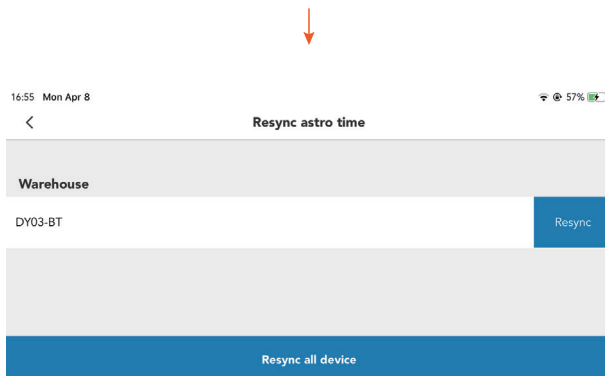 16:55 Mon Apr 8 57%
Resync astro time
Warehouse
DY03-BT Resync
Resync all device